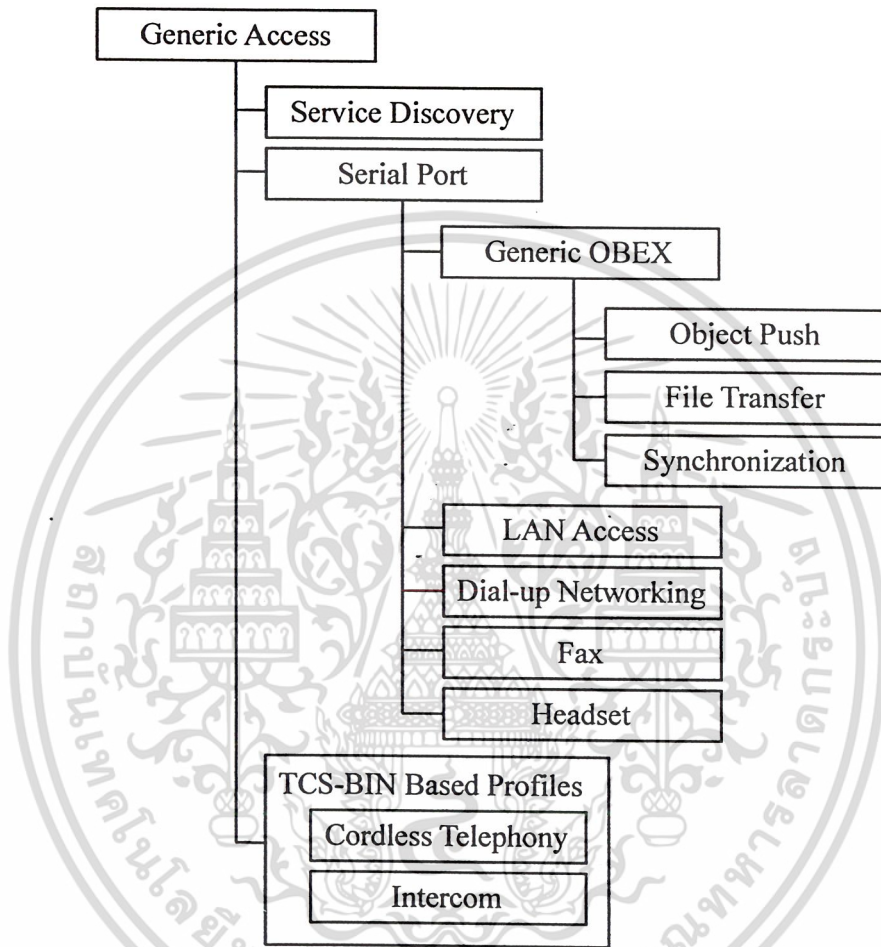 Generic Access
Service Discovery
Serial Port
Generic OBEX
Object Push
File Transfer
Synchronization
LAN Access
Dial-up Networking
Fax
Headset
TCS-BIN Based Profiles
Cordless Telephony
Intercom